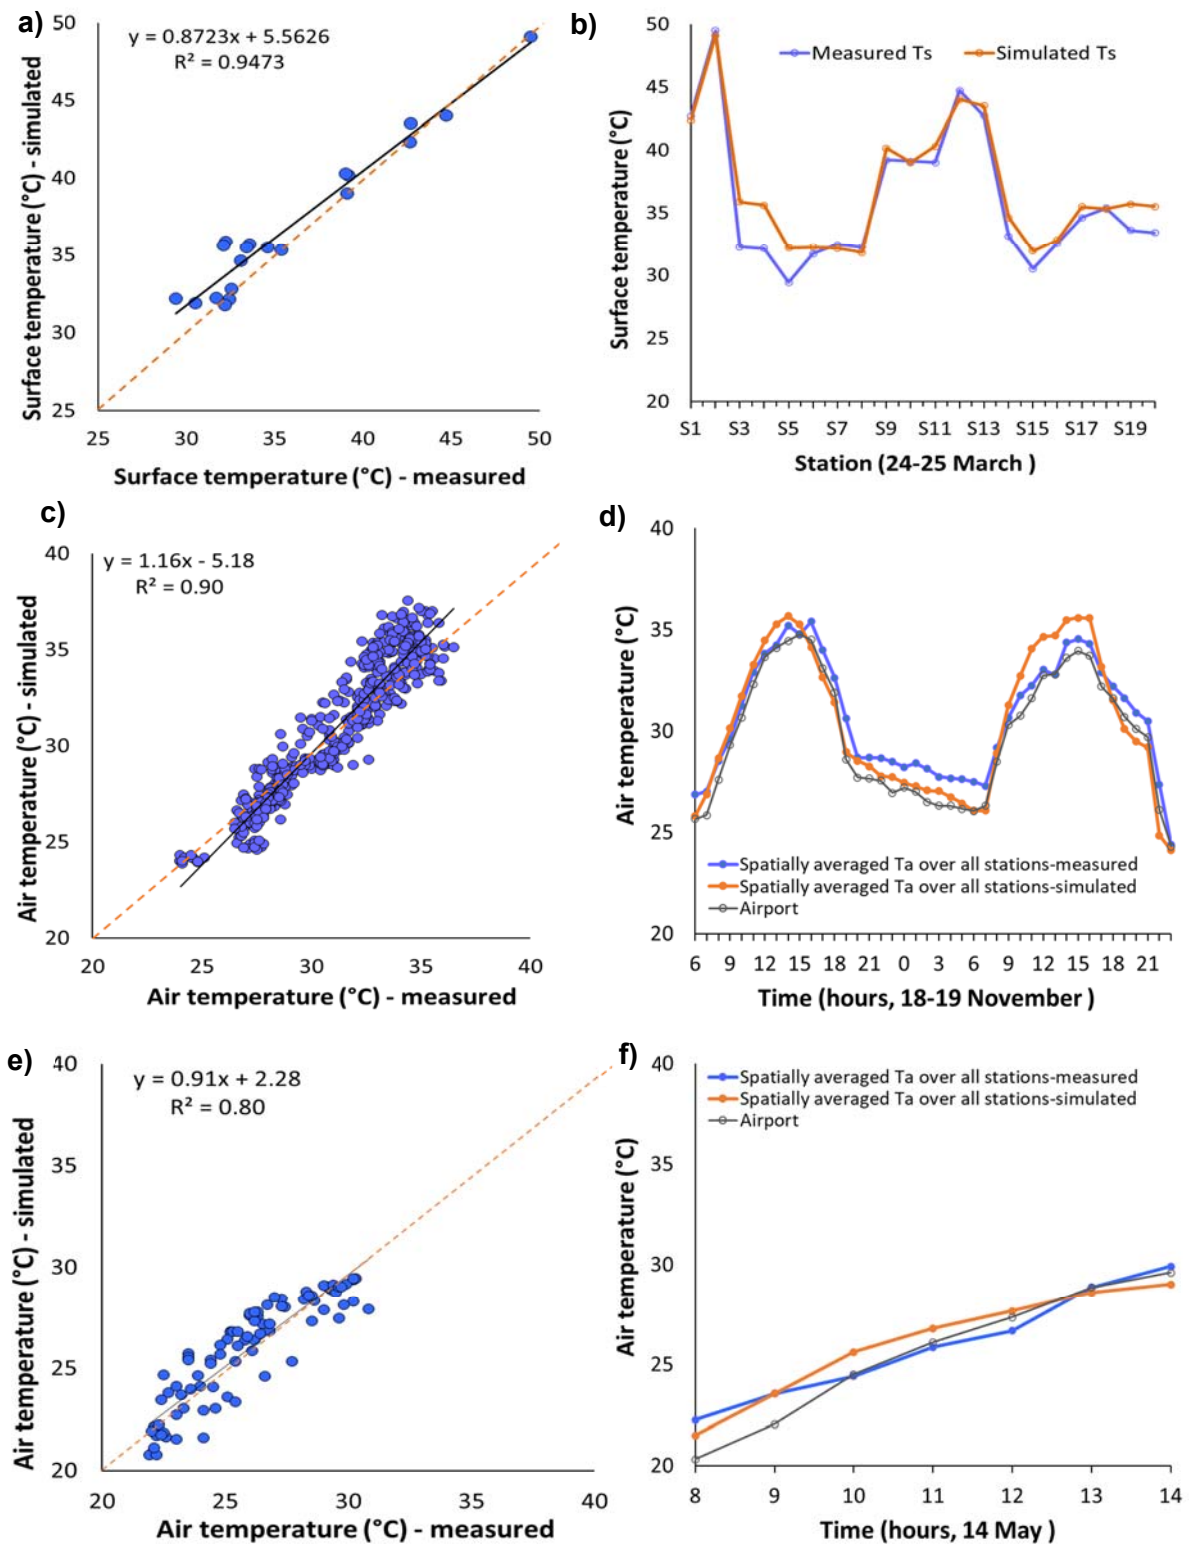 a)
y = 0.8723x + 5.5626
R² = 0.9473
Surface temperature (°C) - simulated
50
45
40
35
30
25
25 30 35 40 45 50
Surface temperature (°C) - measured
b)
Measured Ts Simulated Ts
Surface temperature (°C)
50
45
40
35
30
25
20
S1 S3 S5 S7 S9 S11 S13 S15 S17 S19
Station (24-25 March )
c)
y = 1.16x - 5.18
R² = 0.90
Air temperature (°C) - simulated
40
35
30
25
20
20 25 30 35 40
Air temperature (°C) - measured
d)
Air temperature (°C)
40
35
30
25
20
Spatially averaged Ta over all stations-measured
Spatially averaged Ta over all stations-simulated
Airport
6 9 12 15 18 21 0 3 6 9 12 15 18 21
Time (hours, 18-19 November )
e)
y = 0.91x + 2.28
R² = 0.80
Air temperature (°C) - simulated
40
35
30
25
20
20 25 30 35 40
Air temperature (°C) - measured
f)
Spatially averaged Ta over all stations-measured
Spatially averaged Ta over all stations-simulated
Airport
Air temperature (°C)
40
35
30
25
20
8 9 10 11 12 13 14
Time (hours, 14 May )